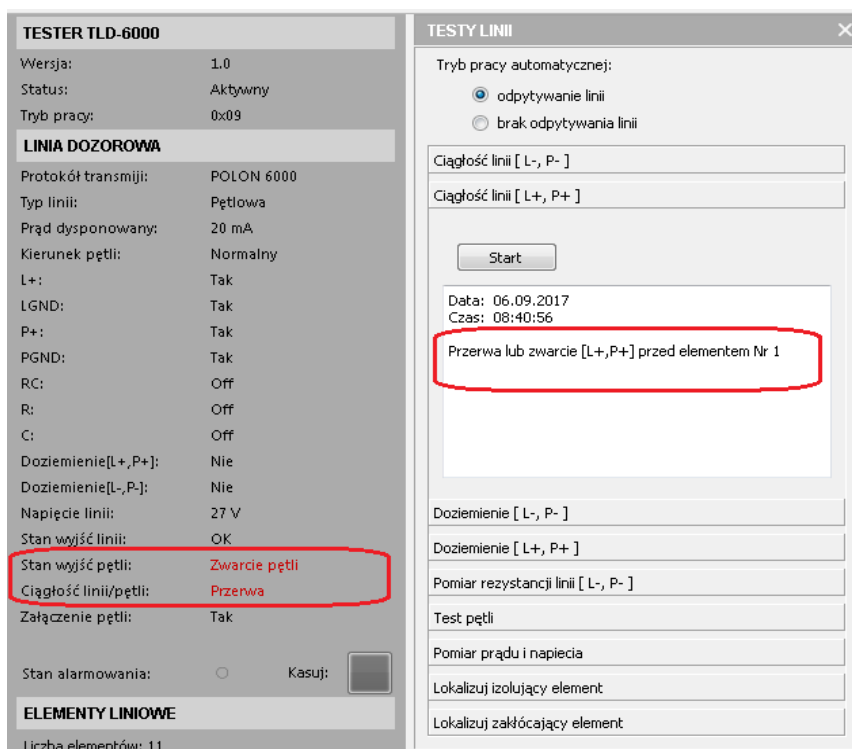 TESTER TLD-6000
Wersja: 1.0
Status: Aktywny
Tryb pracy: 0x09
LINIA DOZOROWA
Protokół transmiji: POLON 6000
Typ linii: Pętlowa
Prąd dysponowany: 20 mA
Kierunek pętli: Normalny
L+: Tak
LGND: Tak
P+: Tak
PGND: Tak
RC: Off
R: Off
C: Off
Doziemienie[L+,P+]: Nie
Doziemienie[L-,P-]: Nie
Napięcie linii: 27 V
Stan wyjść linii: OK
Stan wyjść pętli: Zwarcie pętli
Ciągłość linii/pętli: Przerwa
Załączenie pętli: Tak
Stan alarmowania: Kasuj:
ELEMENTY LINIOWE
Liczba elementów: 11
TESTY LINII
Tryb pracy automatycznej:
odpytywanie linii
brak odpytywania linii
Ciągłość linii [ L-, P- ]
Ciągłość linii [ L+, P+ ]
Start
Data: 06.09.2017
Czas: 08:40:56
Przerwa lub zwarcie [L+,P+] przed elementem Nr 1
Doziemienie [ L-, P- ]
Doziemienie [ L+, P+ ]
Pomiar rezystancji linii [ L-, P- ]
Test pętli
Pomiar prądu i napiecia
Lokalizuj izolujący element
Lokalizuj zakłócający element